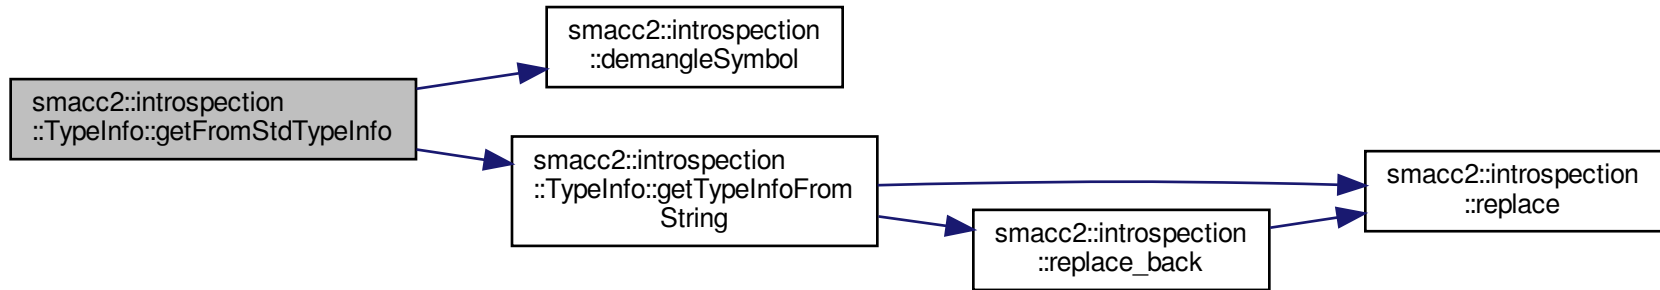 smacc2::introspection
::demangleSymbol
smacc2::introspection
::TypeInfo::getFromStdTypeInfo
smacc2::introspection
::TypeInfo::getTypeInfoFrom
String
smacc2::introspection
::replace
smacc2::introspection
::replace_back